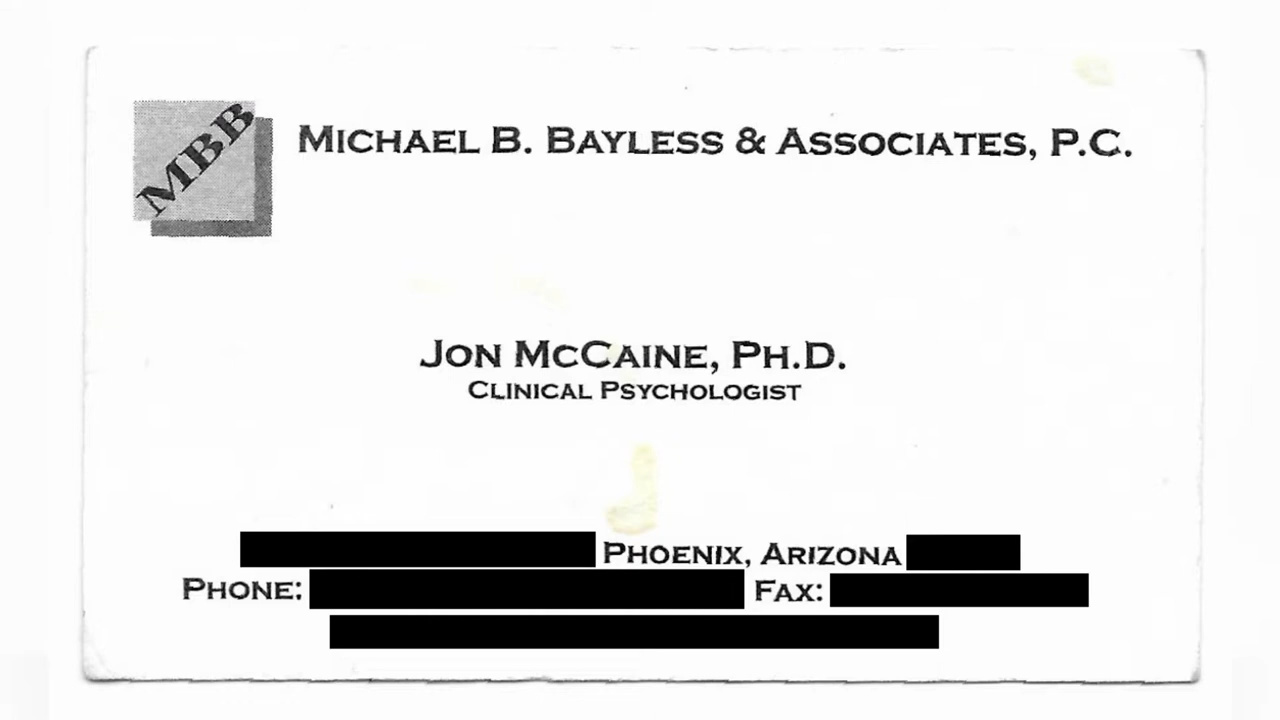 MBB
MICHAEL B. BAYLESS & ASSOCIATES, P.C.
JON MCCAINE, PH.D.
CLINICAL PSYCHOLOGIST
PHOENIX, ARIZONA
PHONE: FAX: